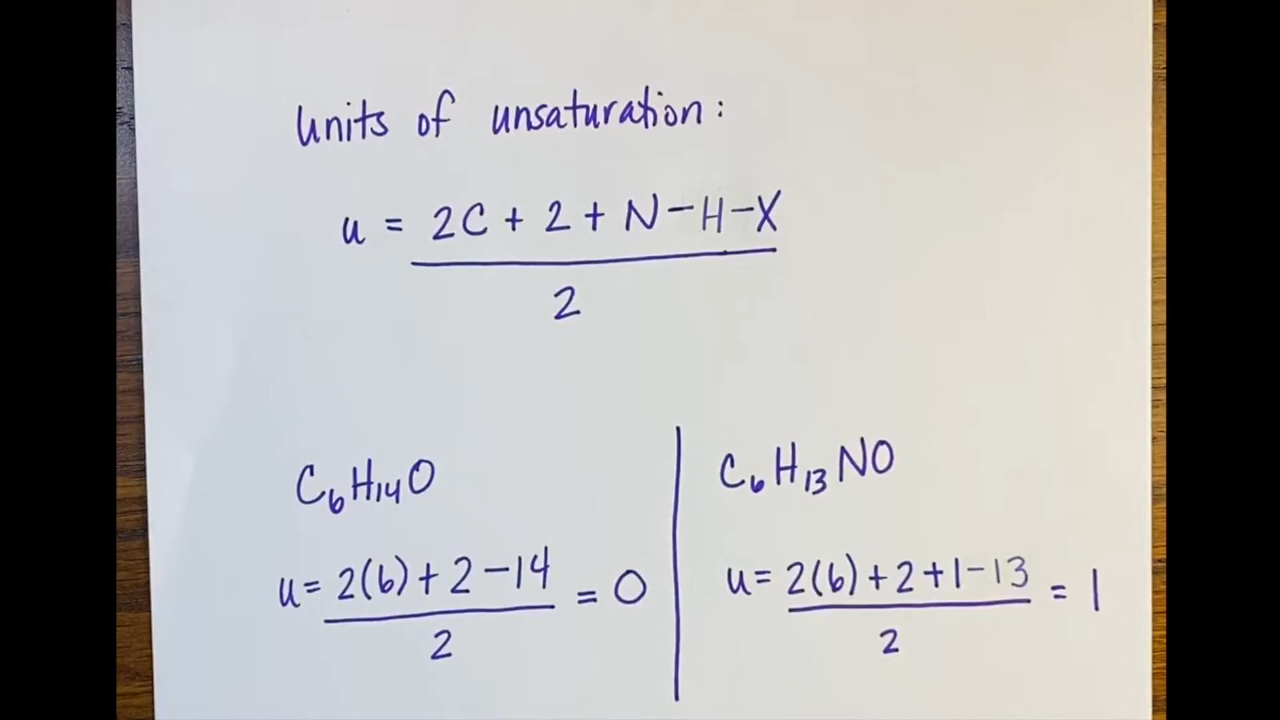 Units of unsaturation:
u = 2C + 2 + N - H - X
2
C₆H₁₄O
u = 2(6) + 2 - 14 = 0
2
C₆H₁₃NO
u = 2(6) + 2 + 1 - 13 = 1
2